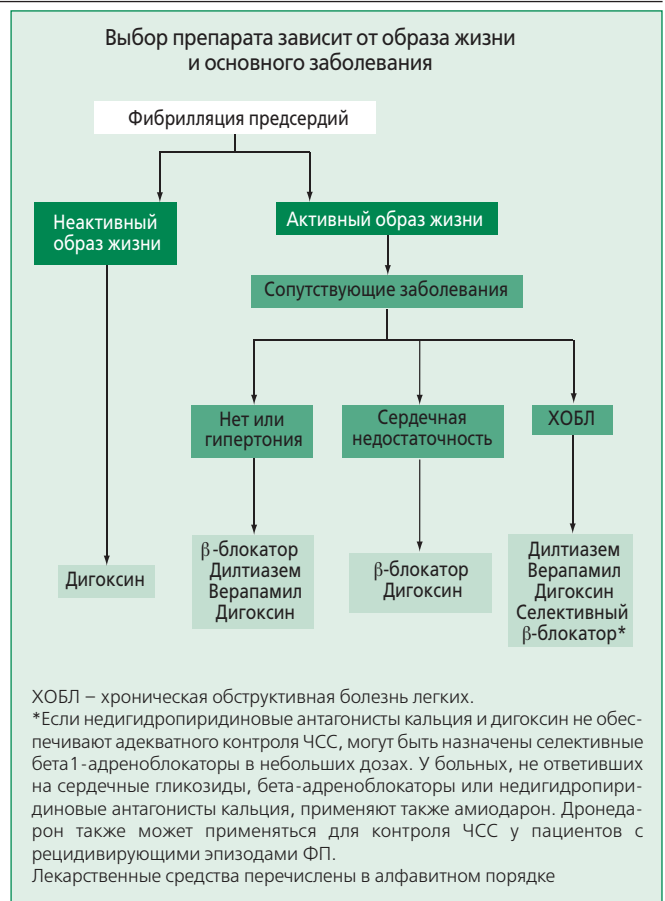 Выбор препарата зависит от образа жизни
и основного заболевания
Фибрилляция предсердий
Неактивный
образ жизни
Активный образ жизни
Сопутствующие заболевания
Нет или
гипертония
Сердечная
недостаточность
ХОБЛ
Дигоксин
β-блокатор
Дилтиазем
Верапамил
Дигоксин
β-блокатор
Дигоксин
Дилтиазем
Верапамил
Дигоксин
Селективный
β-блокатор*
ХОБЛ – хроническая обструктивная болезнь легких.
*Если недигидропиридиновые антагонисты кальция и дигоксин не обес-
печивают адекватного контроля ЧСС, могут быть назначены селективные
бета1-адреноблокаторы в небольших дозах. У больных, не ответивших
на сердечные гликозиды, бета-адреноблокаторы или недигидропири-
диновые антагонисты кальция, применяют также амиодарон. Дронеда-
рон также может применяться для контроля ЧСС у пациентов с
рецидивирующими эпизодами ФП.
Лекарственные средства перечислены в алфавитном порядке